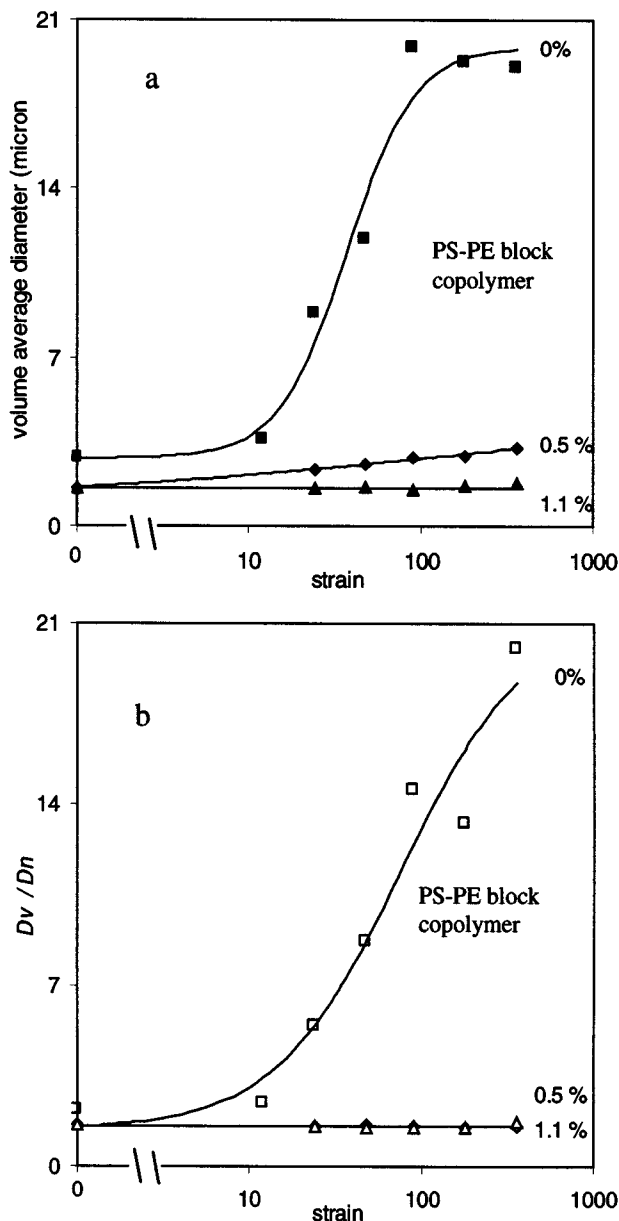 21
0%
a
volume average diameter (micron
14
PS-PE block
copolymer
7
0.5 %
1.1 %
0
0
10
100
1000
strain
21
0%
b
14
Dv / Dn
PS-PE block
copolymer
7
0.5 %
1.1 %
0
0
10
100
1000
strain